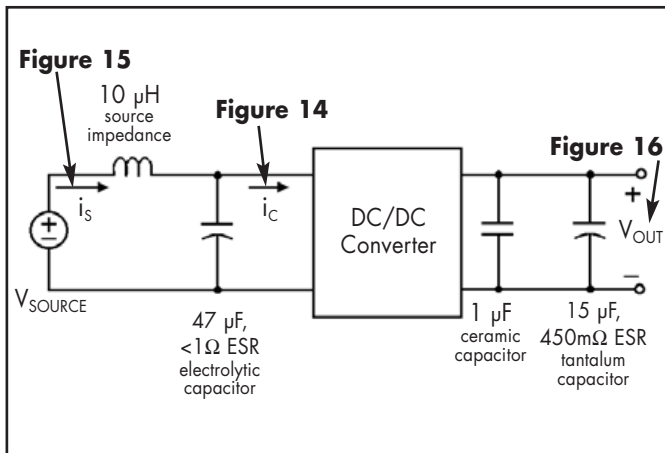 Figure 15
10 µH
source
impedance
Figure 14
Figure 16
i_S
i_C
DC/DC
Converter
+
V_OUT
–
+
–
V_SOURCE
47 µF,
<1Ω ESR
electrolytic
capacitor
1 µF
ceramic
capacitor
15 µF,
450mΩ ESR
tantalum
capacitor